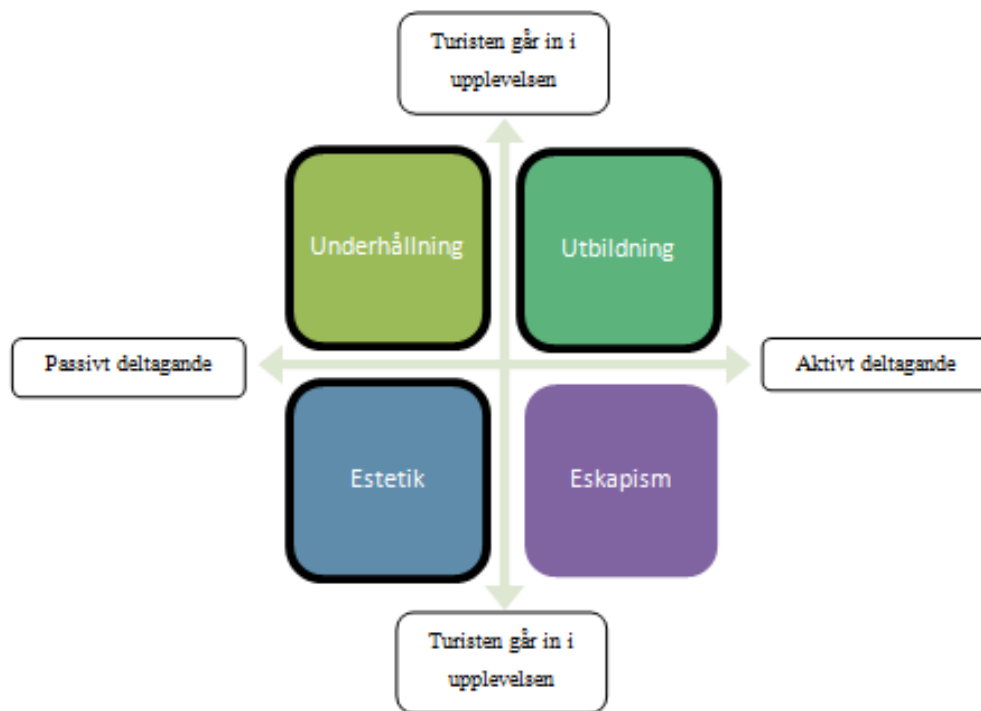 Turisten går in i
upplevelsen
Underhållning
Utbildning
Passivt deltagande
Aktivt deltagande
Estetik
Eskapism
Turisten går in i
upplevelsen